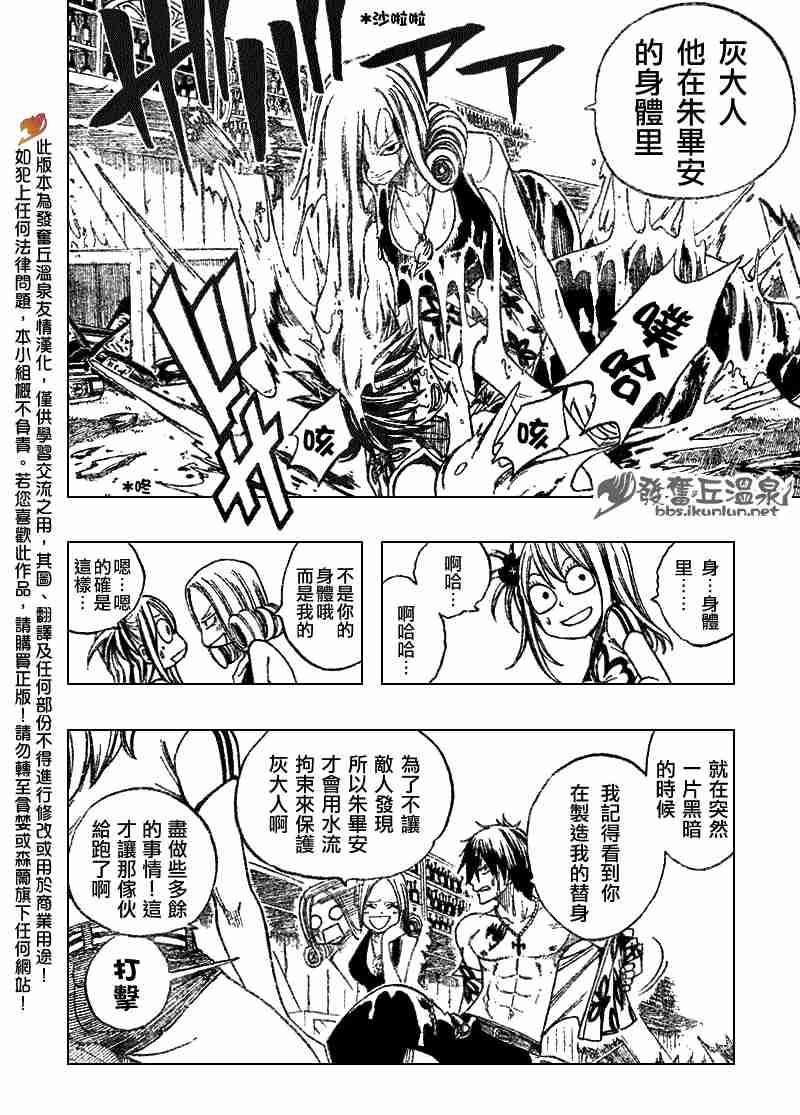 *沙啦啦
灰大人
他在朱畢安
的身體里
噗哈
咳
咳
*咚
發奮丘溫泉
bbs.ikunlun.net
身…身體
里……
啊哈…
啊哈哈…
不是你的
身體哦
而是我的
嗯…嗯
的確是
這樣…
就在突然
一片黑暗
的時候
我記得看到你
在製造我的替身
為了不讓
敵人發現
所以朱畢安
才會用水流
拘束來保護
灰大人啊
盡做些多餘
的事情！這
才讓那傢伙
給跑了啊
打擊
此版本為發奮丘溫泉友情漢化，僅供學習交流之用，其圖、翻譯及任何部份不得進行修改或用於商業用途！
如犯上任何法律問題，本小組概不負責。若您喜歡此作品，請購買正版！請勿轉至貪婪或森蘭旗下任何網站！